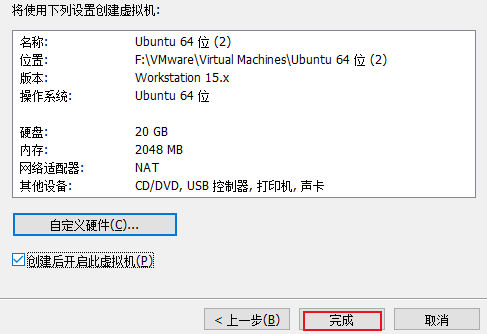 将使用下列设置创建虚拟机:
名称: Ubuntu 64 位 (2)
位置: F:\VMware\Virtual Machines\Ubuntu 64 位 (2)
版本: Workstation 15.x
操作系统: Ubuntu 64 位
硬盘: 20 GB
内存: 2048 MB
网络适配器: NAT
其他设备: CD/DVD, USB 控制器, 打印机, 声卡
自定义硬件(C)...
创建后开启此虚拟机(P)
< 上一步(B) 完成 取消